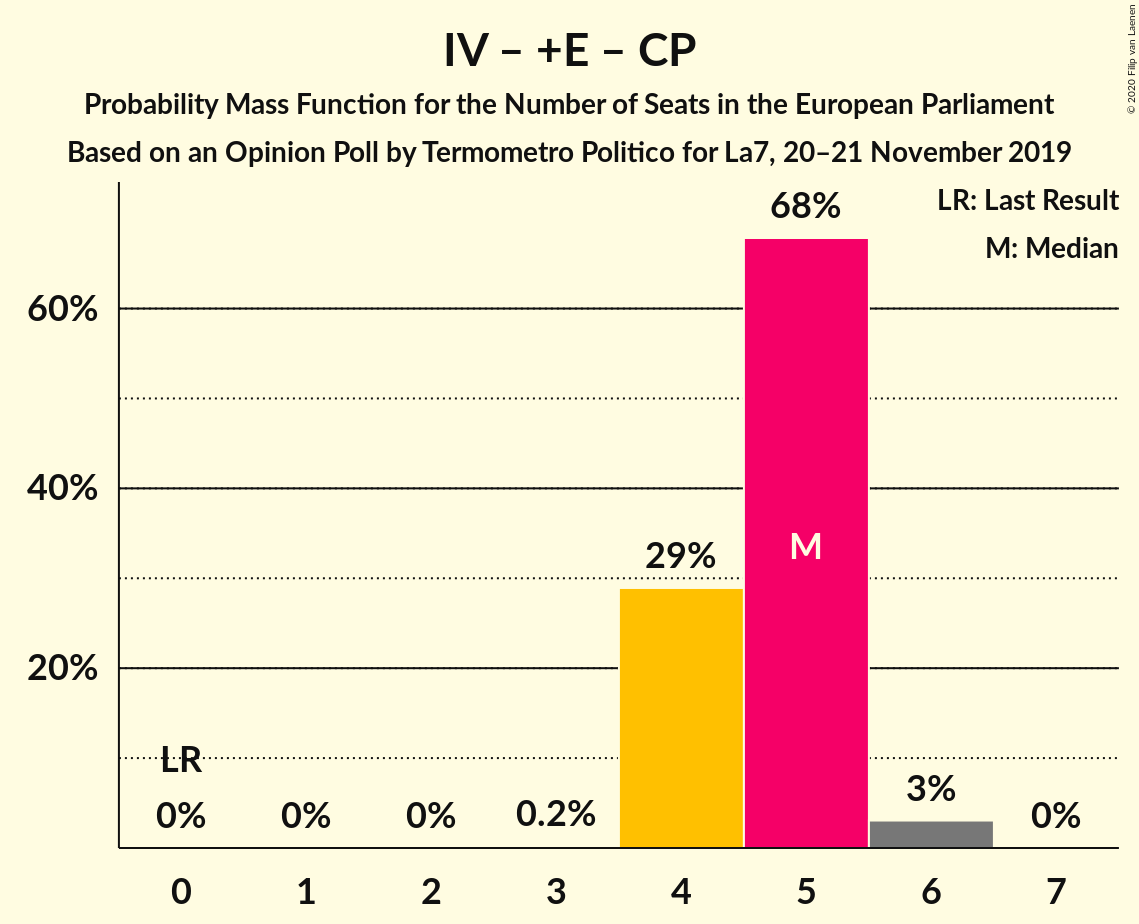 IV – +E – CP
Probability Mass Function for the Number of Seats in the European Parliament
Based on an Opinion Poll by Termometro Politico for La7, 20–21 November 2019
© 2020 Filip van Laenen
LR: Last Result
M: Median
68%
60%
40%
M
29%
20%
LR
0% 0% 0% 0.2% 3% 0%
0 1 2 3 4 5 6 7